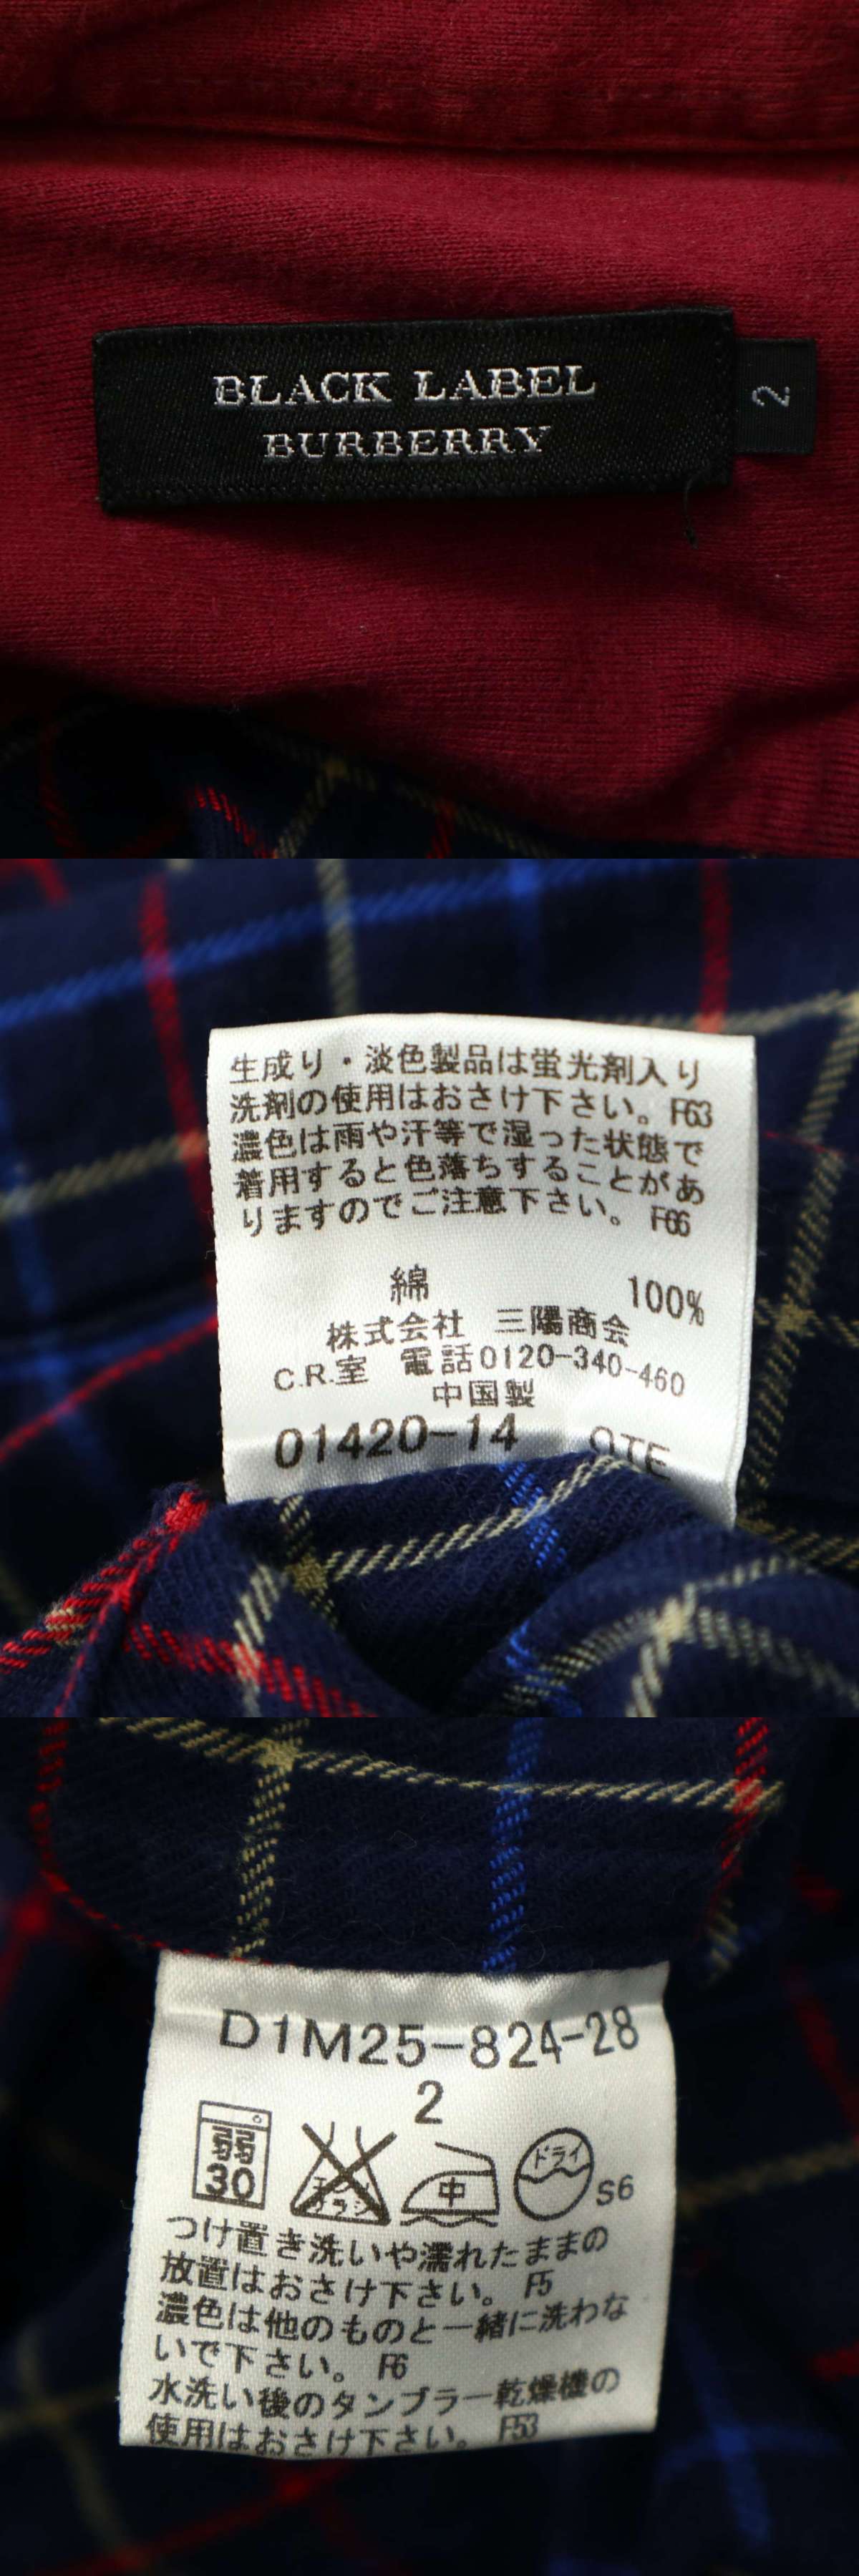 BLACK LABEL
BURBERRY
2
生成り・淡色製品は蛍光剤入り
洗剤の使用はおさけ下さい。F63
濃色は雨や汗等で湿った状態で
着用すると色落ちすることがあ
りますのでご注意下さい。F66
綿 100%
株式会社 三陽商会
C.R.室 電話0120-340-460
中国製
01420-14 QTE
D1M25-824-28
2
弱
30
エンソ
サラシ
中
ドライ
S6
つけ置き洗いや濡れたままの
放置はおさけ下さい。F5
濃色は他のものと一緒に洗わな
いで下さい。F6
水洗い後のタンブラー乾燥機の
使用はおさけ下さい。F53